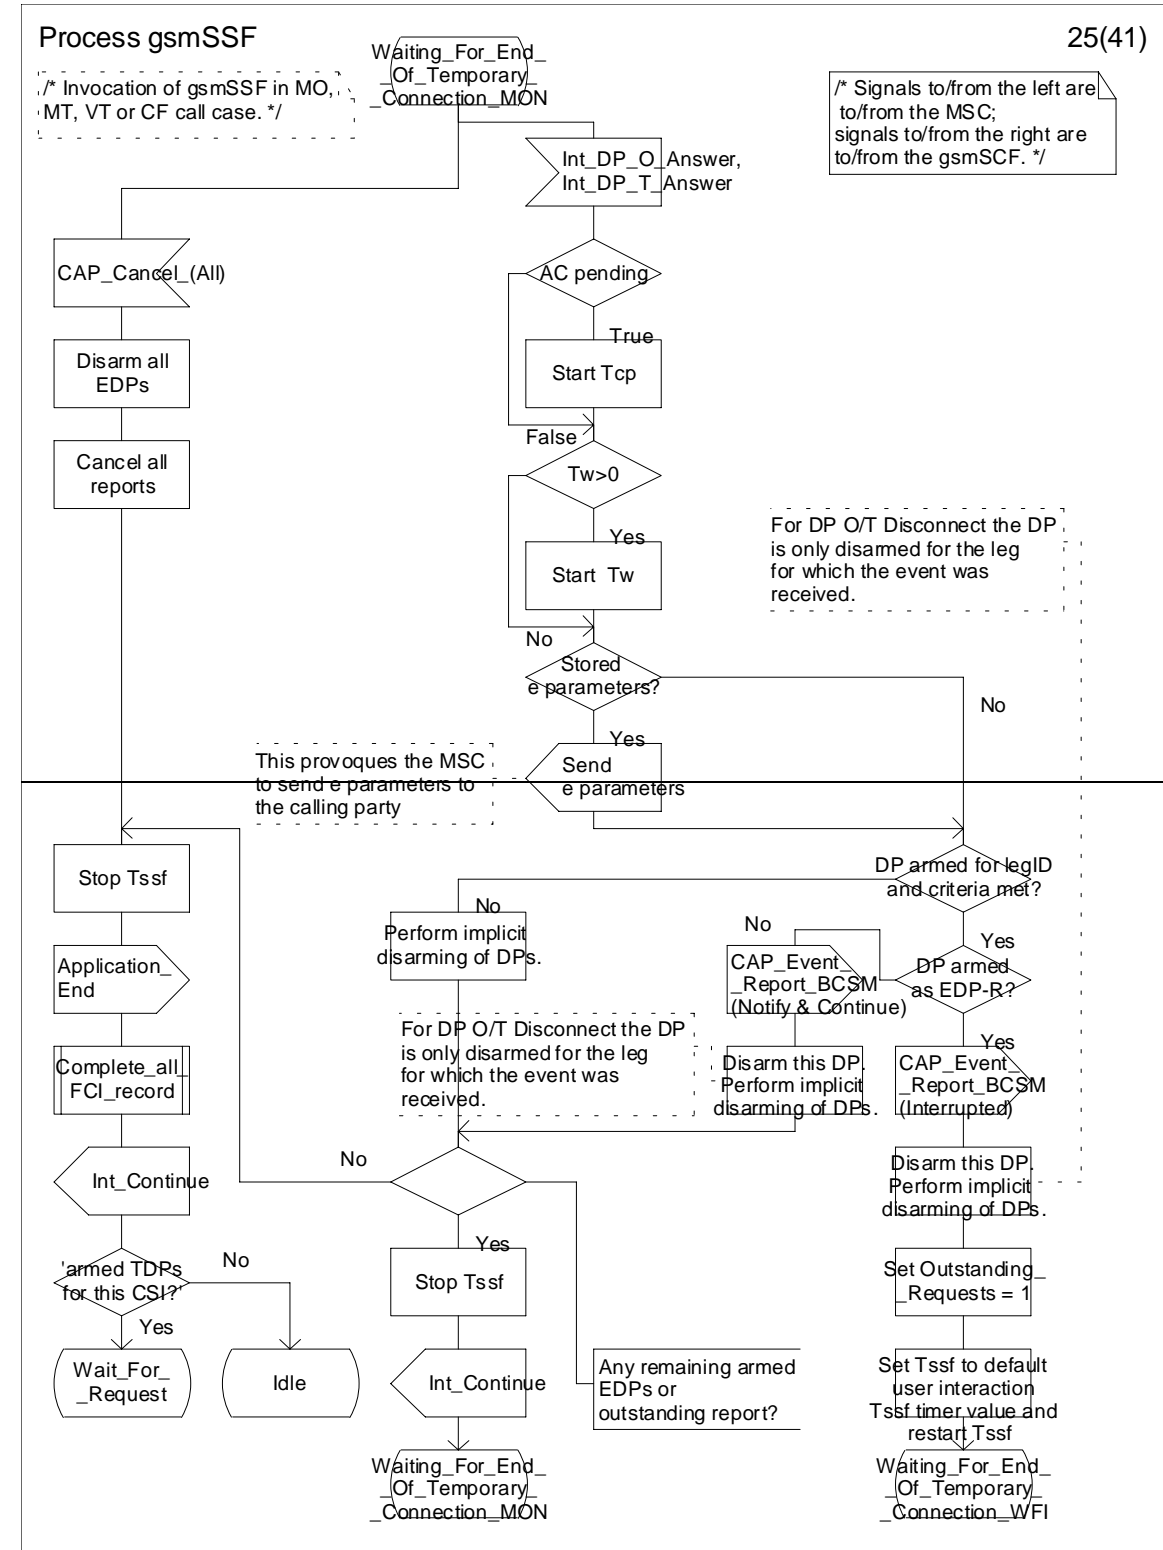 Process gsmSSF
25(41)
/* Invocation of gsmSSF in MO,
MT, VT or CF call case. */
Waiting_For_End_
_Of_Temporary_
_Connection_MON
/* Signals to/from the left are
to/from the MSC;
signals to/from the right are
to/from the gsmSCF. */
Int_DP_O_Answer,
Int_DP_T_Answer
CAP_Cancel_(All)
AC pending
True
Disarm all
EDPs
Start Tcp
False
Cancel all
reports
Tw>0
Yes
Start Tw
No
For DP O/T Disconnect the DP
is only disarmed for the leg
for which the event was
received.
Stored
e parameters?
No
Yes
This provoques the MSC
to send e parameters to
the calling party
Send
e parameters
Stop Tssf
DP armed for legID
and criteria met?
No
Yes
Perform implicit
disarming of DPs.
No
CAP_Event_
_Report_BCSM
(Notify & Continue)
DP armed
as EDP-R?
Yes
Application_
End
For DP O/T Disconnect the DP
is only disarmed for the leg
for which the event was
received.
Disarm this DP.
Perform implicit
disarming of DPs.
CAP_Event_
_Report_BCSM
(Interrupted)
Complete_all_
_FCI_record
No
Int_Continue
Disarm this DP.
Perform implicit
disarming of DPs.
Yes
'armed TDPs
for this CSI?'
No
Yes
Stop Tssf
Set Outstanding_
_Requests = 1
Wait_For_
_Request
Idle
Int_Continue
Any remaining armed
EDPs or
outstanding report?
Set Tssf to default
user interaction
Tssf timer value and
restart Tssf
Waiting_For_End_
_Of_Temporary_
_Connection_MON
Waiting_For_End_
_Of_Temporary_
_Connection_WFI